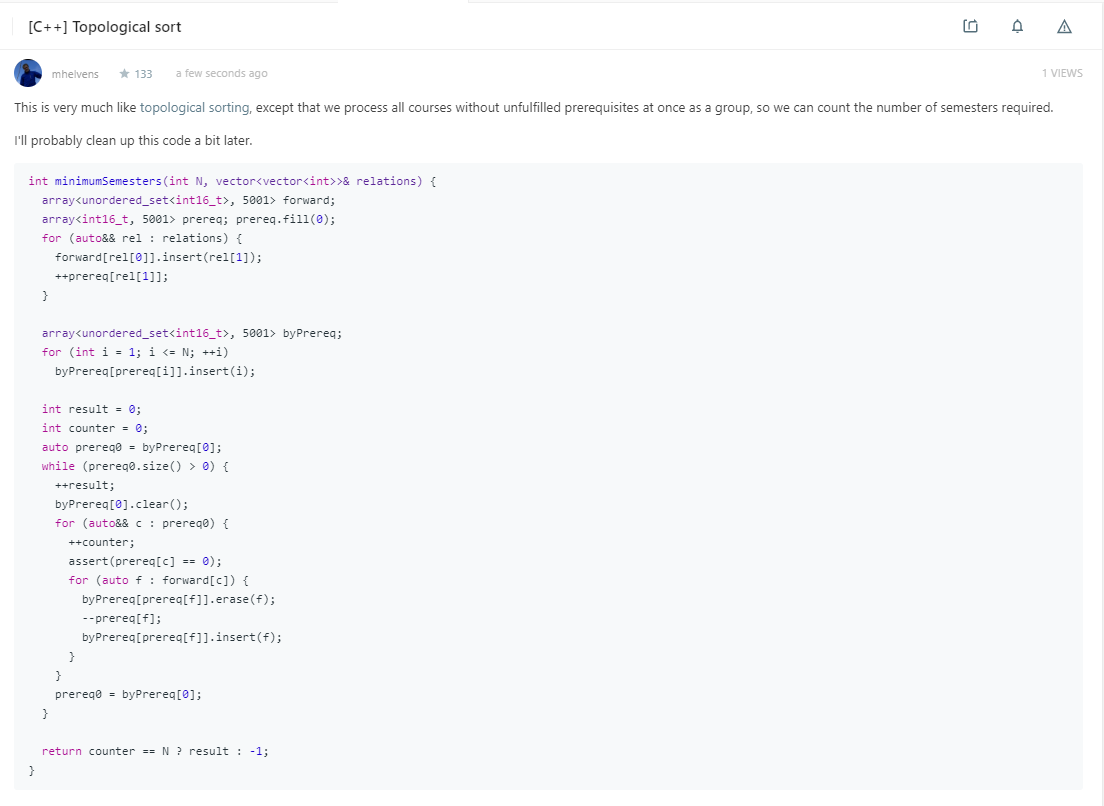 [C++] Topological sort
mhelvens ★ 133 a few seconds ago 1 VIEWS
This is very much like topological sorting, except that we process all courses without unfulfilled prerequisites at once as a group, so we can count the number of semesters required.
I'll probably clean up this code a bit later.
int minimumSemesters(int N, vector<vector<int>>& relations) {
  array<unordered_set<int16_t>, 5001> forward;
  array<int16_t, 5001> prereq; prereq.fill(0);
  for (auto&& rel : relations) {
    forward[rel[0]].insert(rel[1]);
    ++prereq[rel[1]];
  }
  array<unordered_set<int16_t>, 5001> byPrereq;
  for (int i = 1; i <= N; ++i)
    byPrereq[prereq[i]].insert(i);
  int result = 0;
  int counter = 0;
  auto prereq0 = byPrereq[0];
  while (prereq0.size() > 0) {
    ++result;
    byPrereq[0].clear();
    for (auto&& c : prereq0) {
      ++counter;
      assert(prereq[c] == 0);
      for (auto f : forward[c]) {
        byPrereq[prereq[f]].erase(f);
        --prereq[f];
        byPrereq[prereq[f]].insert(f);
      }
    }
    prereq0 = byPrereq[0];
  }
  return counter == N ? result : -1;
}